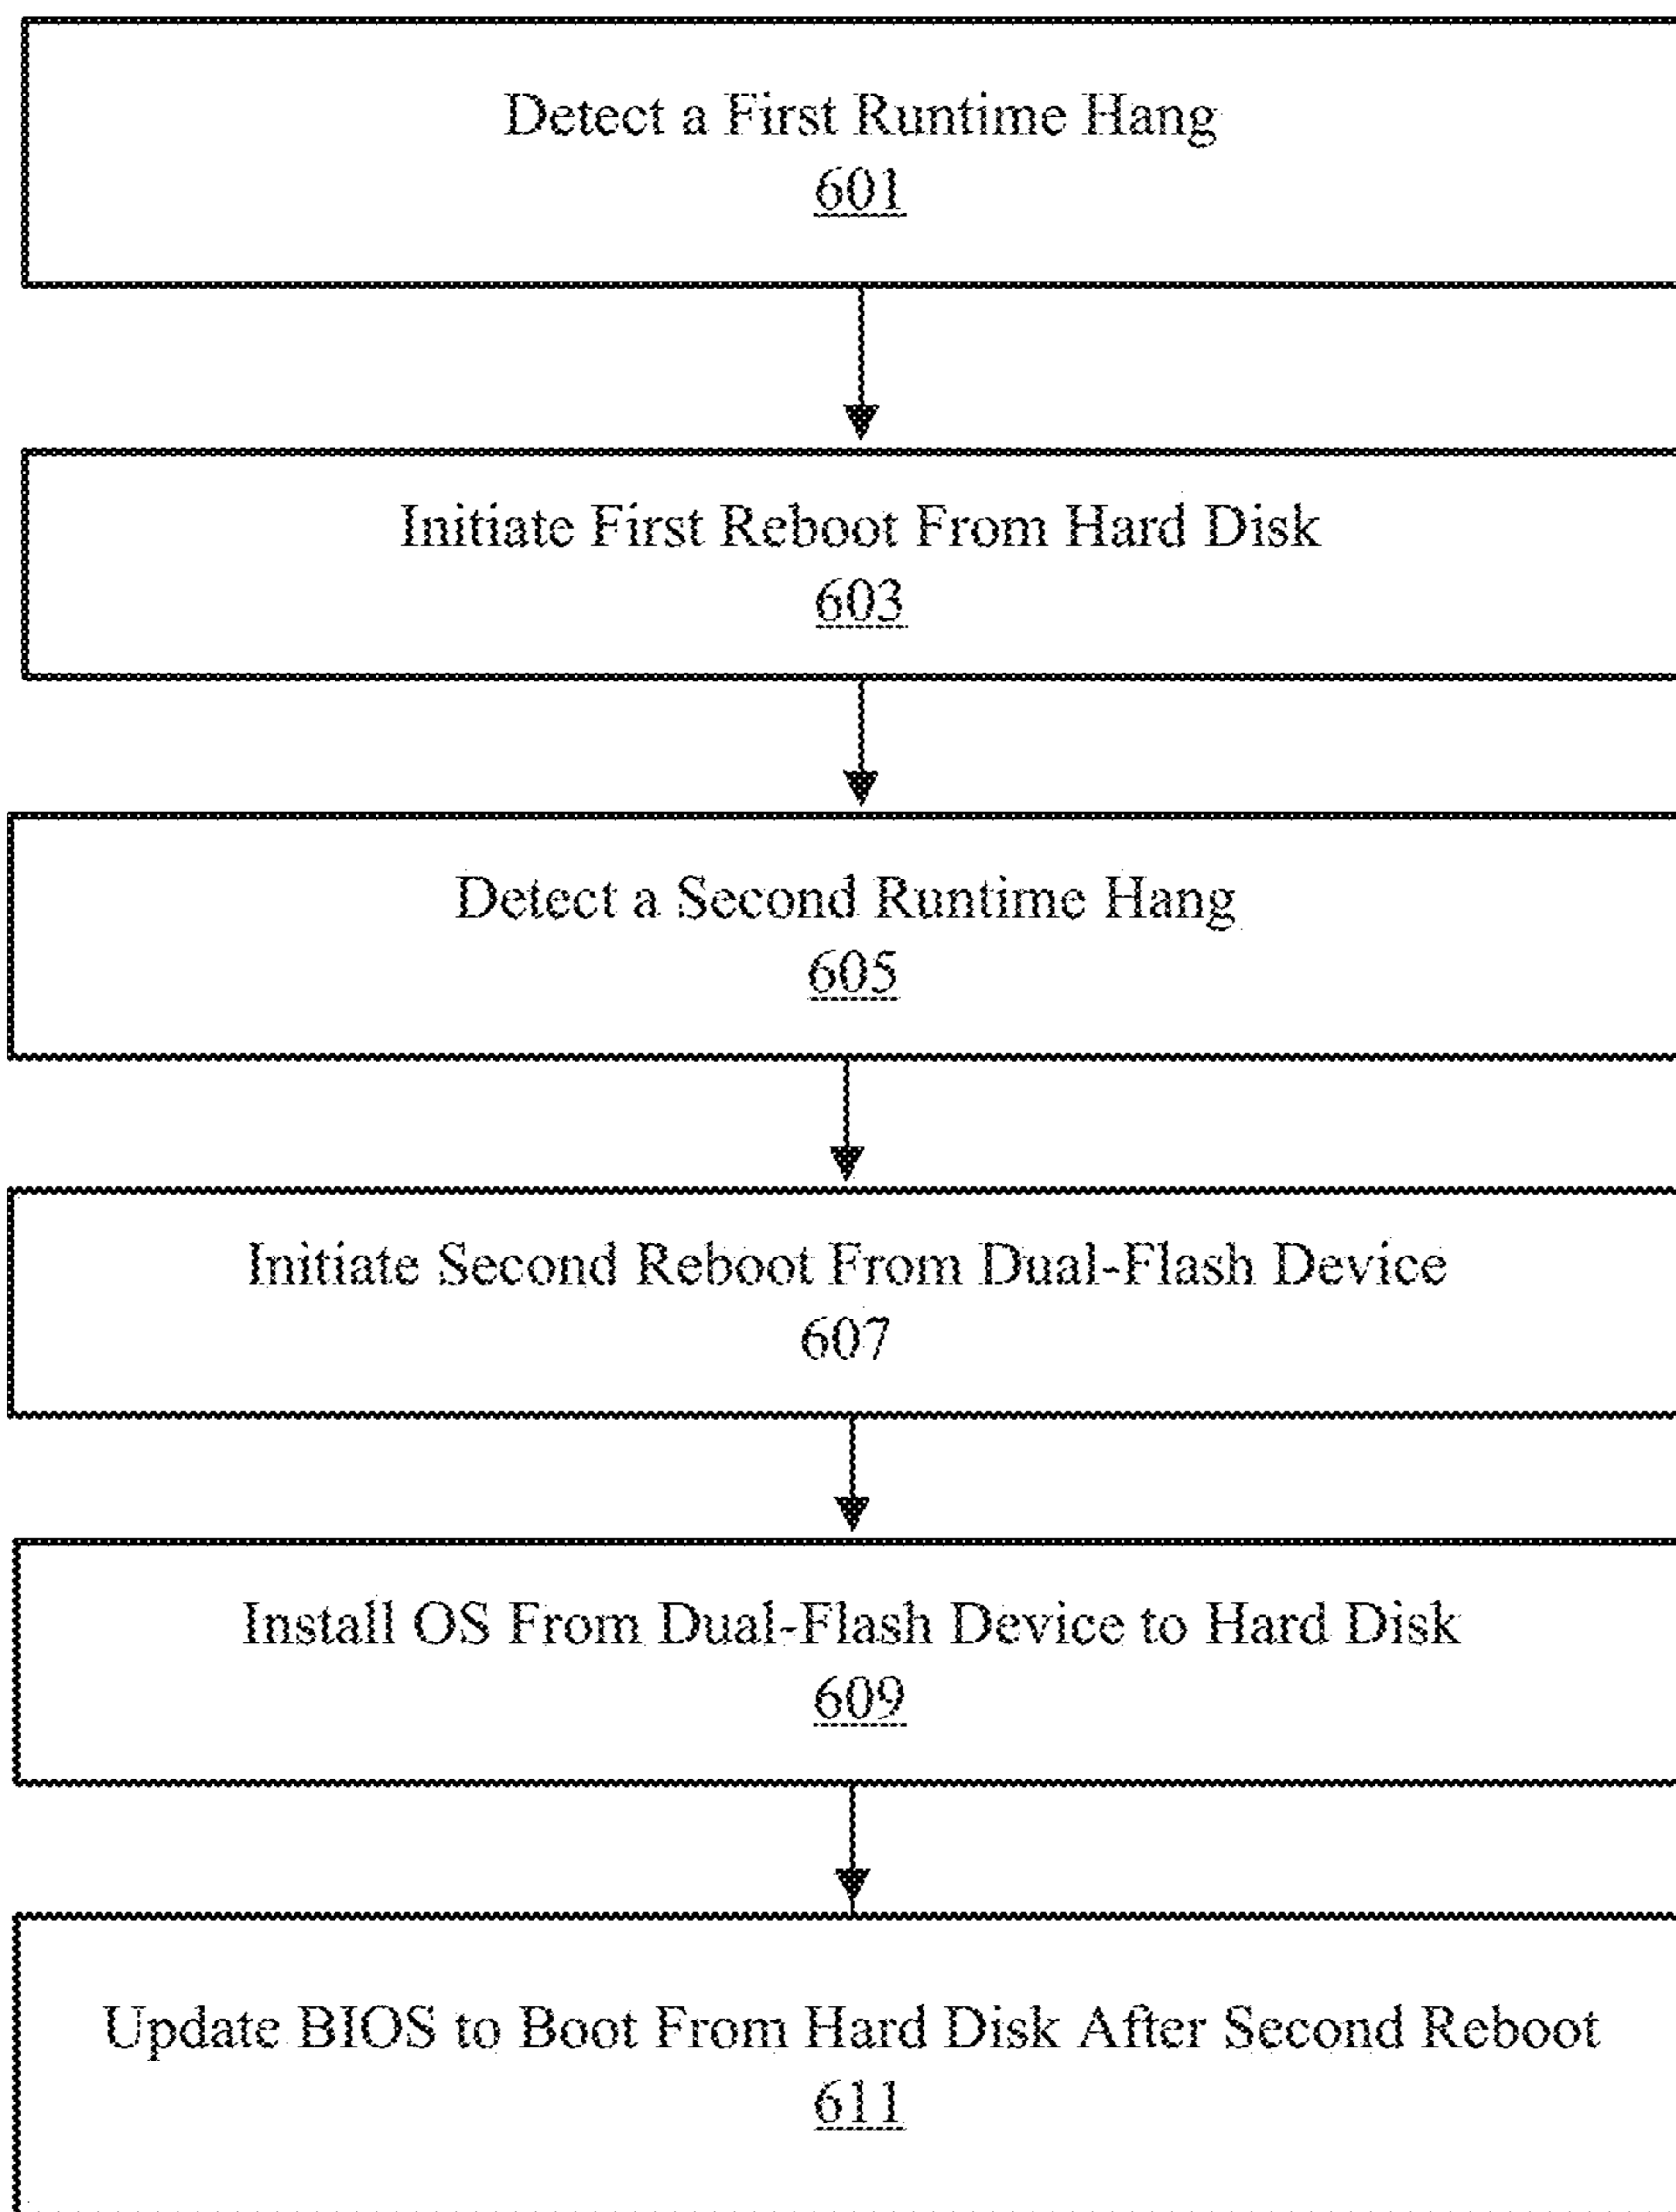 Detect a First Runtime Hang
601
Initiate First Reboot From Hard Disk
603
Detect a Second Runtime Hang
605
Initiate Second Reboot From Dual-Flash Device
607
Install OS From Dual-Flash Device to Hard Disk
609
Update BIOS to Boot From Hard Disk After Second Reboot
611